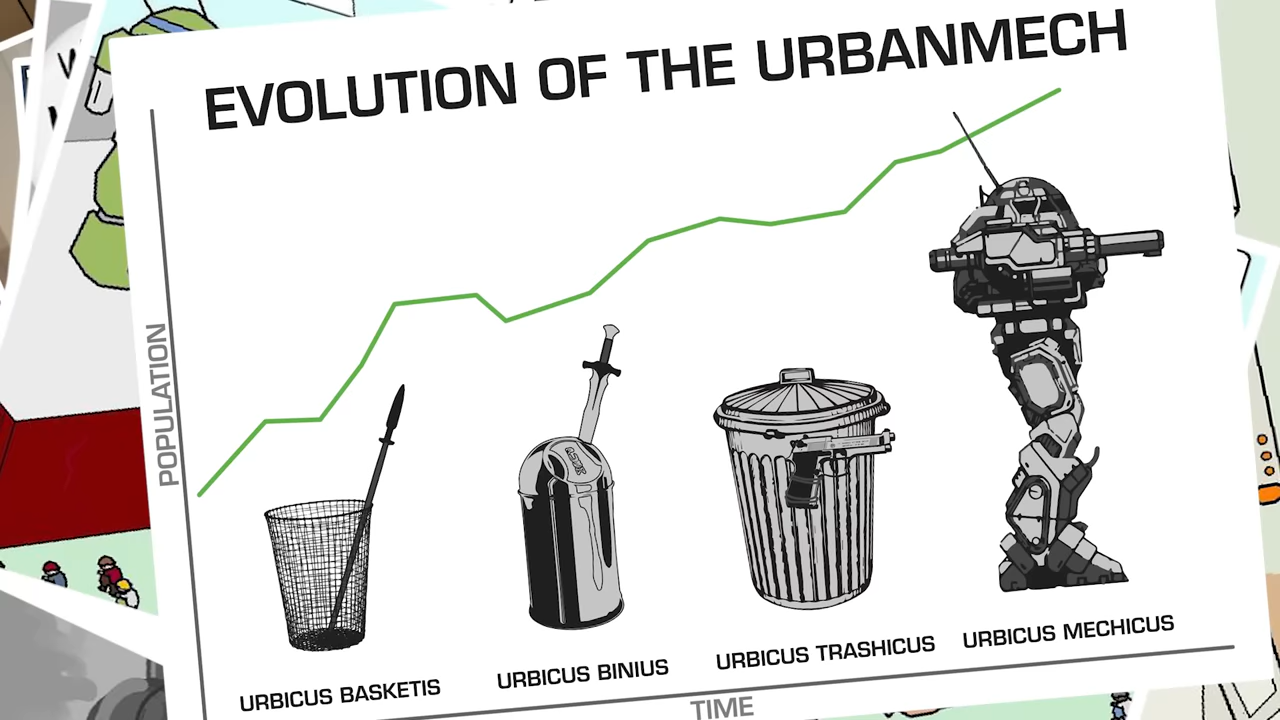 EVOLUTION OF THE URBANMECH
POPULATION
URBICUS BASKETIS
URBICUS BINIUS
URBICUS TRASHICUS
URBICUS MECHICUS
TIME